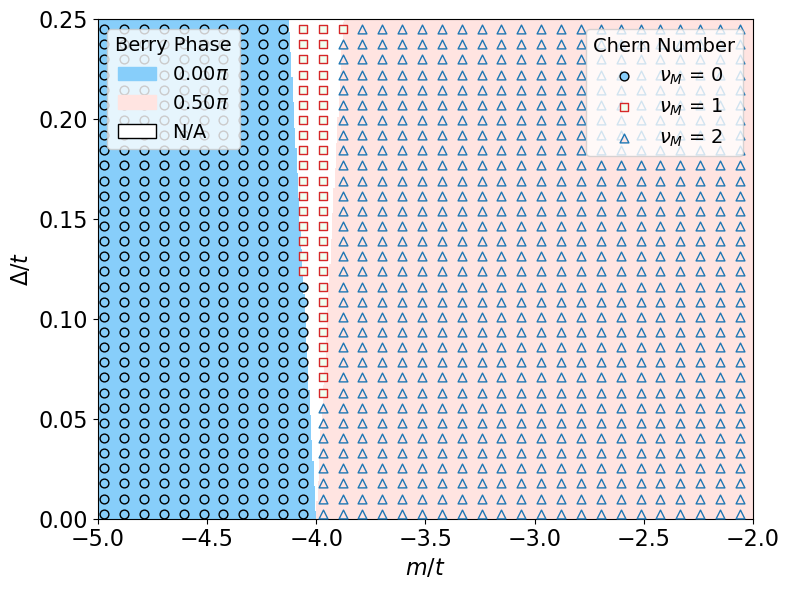 0.25
0.20
0.15
0.10
0.05
0.00
Δ/t
Berry Phase
0.00π
0.50π
N/A
Chern Number
ν_M = 0
ν_M = 1
ν_M = 2
−5.0 −4.5 −4.0 −3.5 −3.0 −2.5 −2.0
m/t